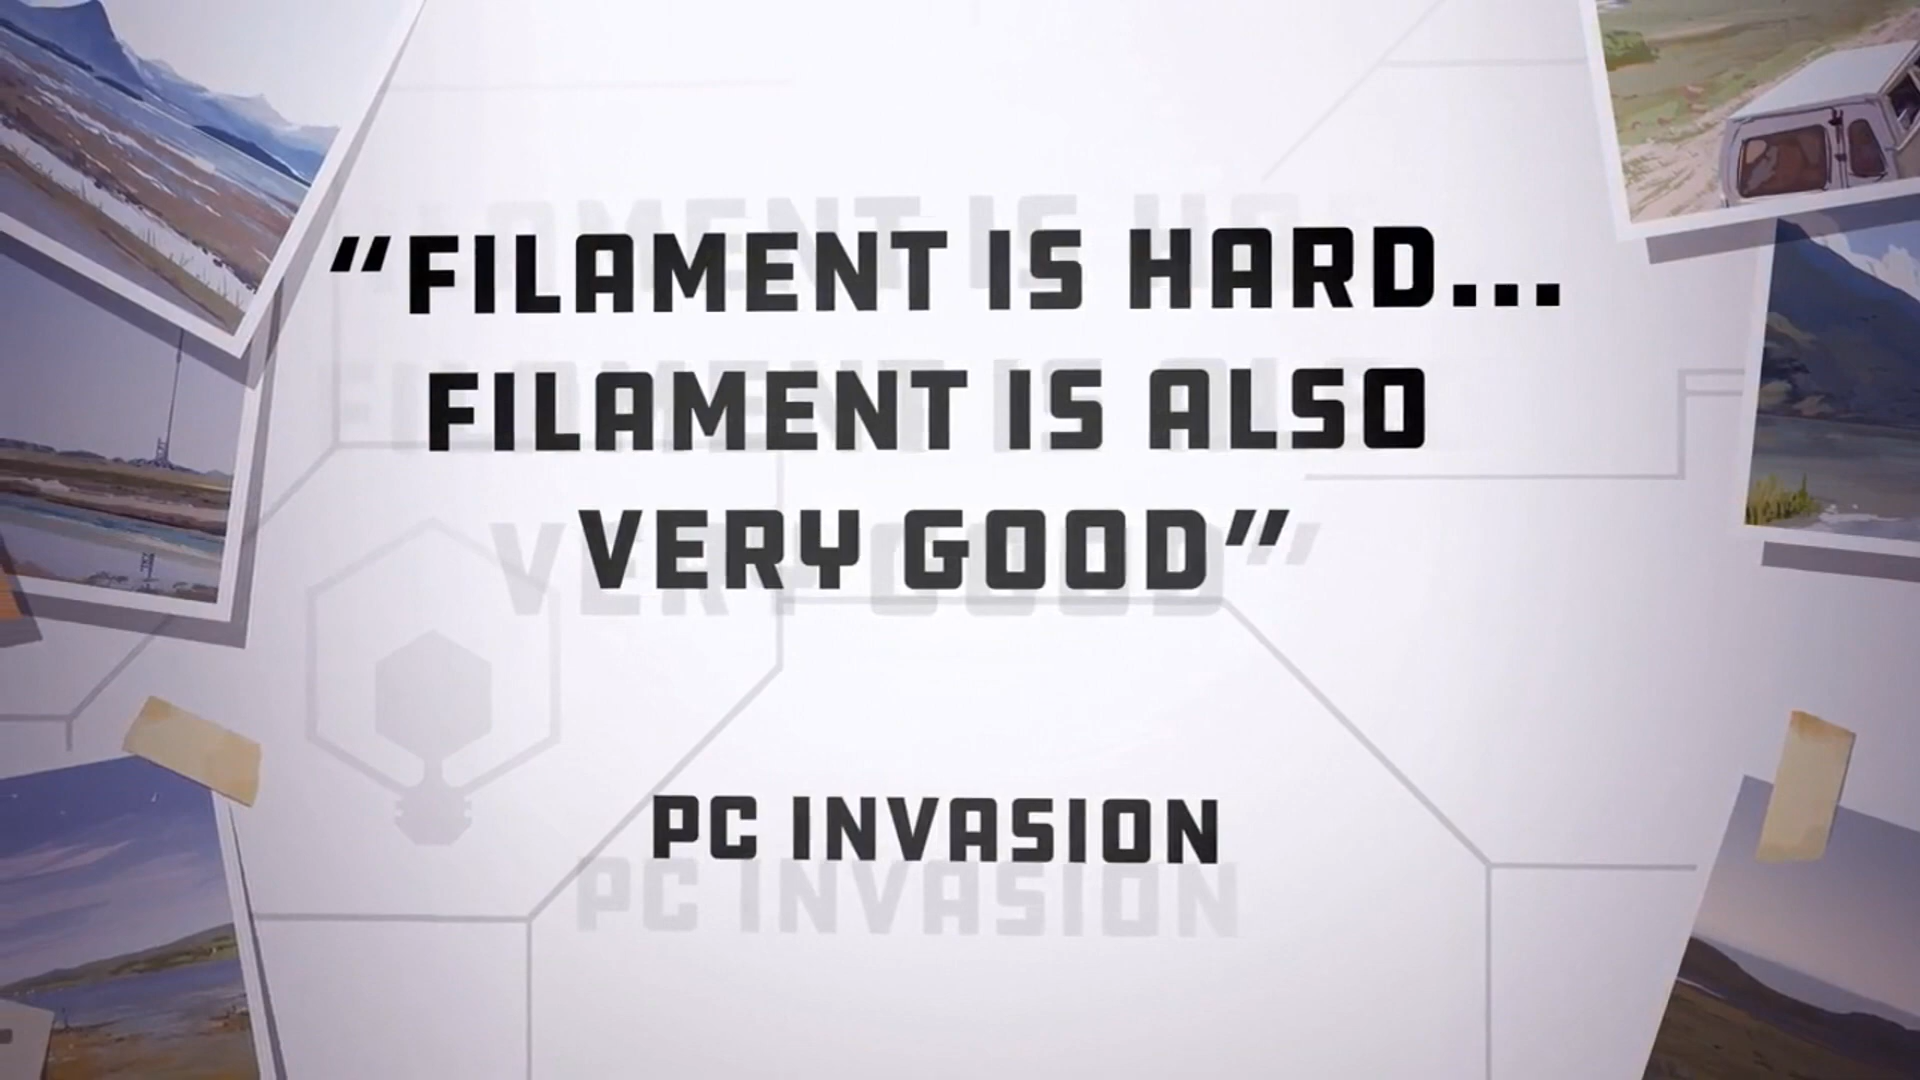 “FILAMENT IS HARD...
FILAMENT IS ALSO
VERY GOOD”
PC INVASION